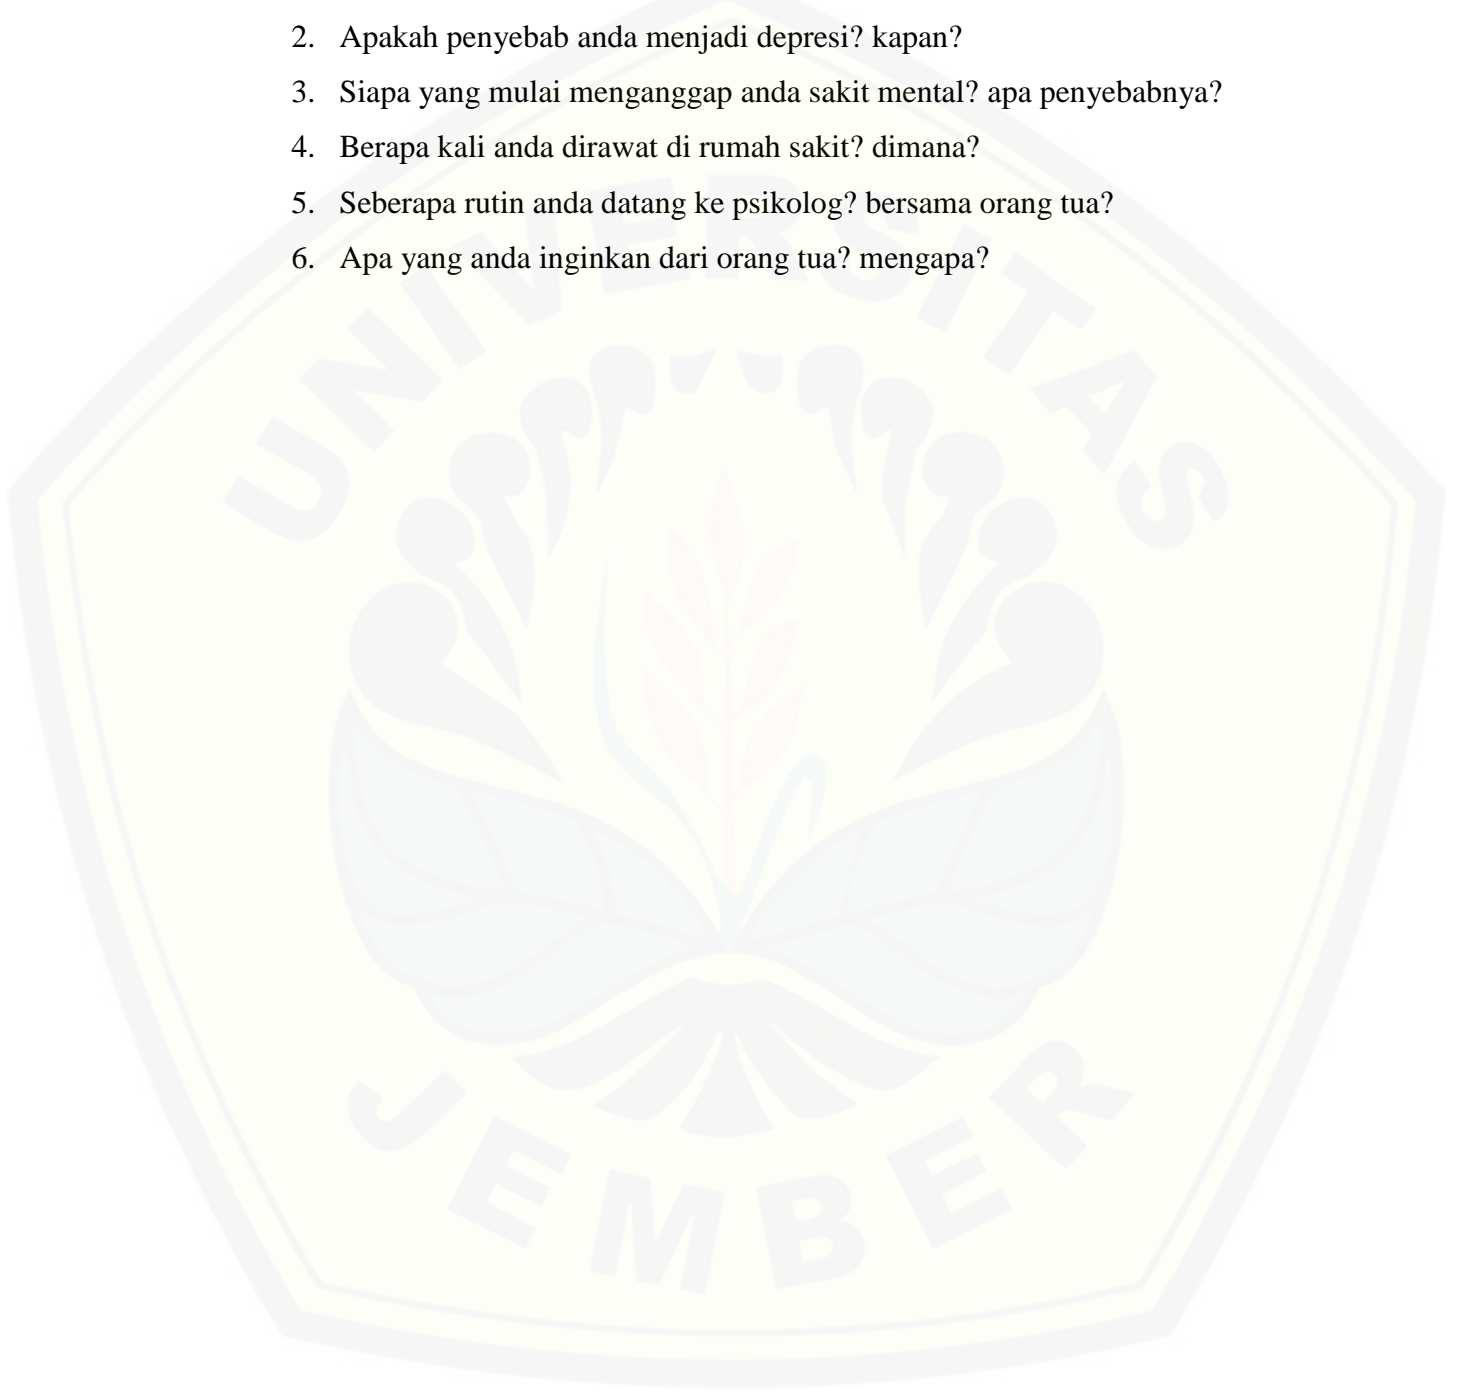 2. Apakah penyebab anda menjadi depresi? kapan?
3. Siapa yang mulai menganggap anda sakit mental? apa penyebabnya?
4. Berapa kali anda dirawat di rumah sakit? dimana?
5. Seberapa rutin anda datang ke psikolog? bersama orang tua?
6. Apa yang anda inginkan dari orang tua? mengapa?
UNIVERSITAS
JEMBER